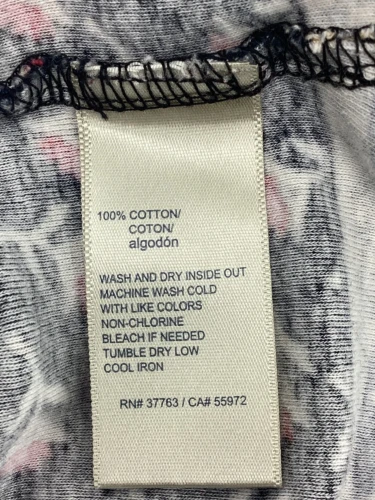 100% COTTON/
COTON/
algodón
WASH AND DRY INSIDE OUT
MACHINE WASH COLD
WITH LIKE COLORS
NON-CHLORINE
BLEACH IF NEEDED
TUMBLE DRY LOW
COOL IRON
RN# 37763 / CA# 55972